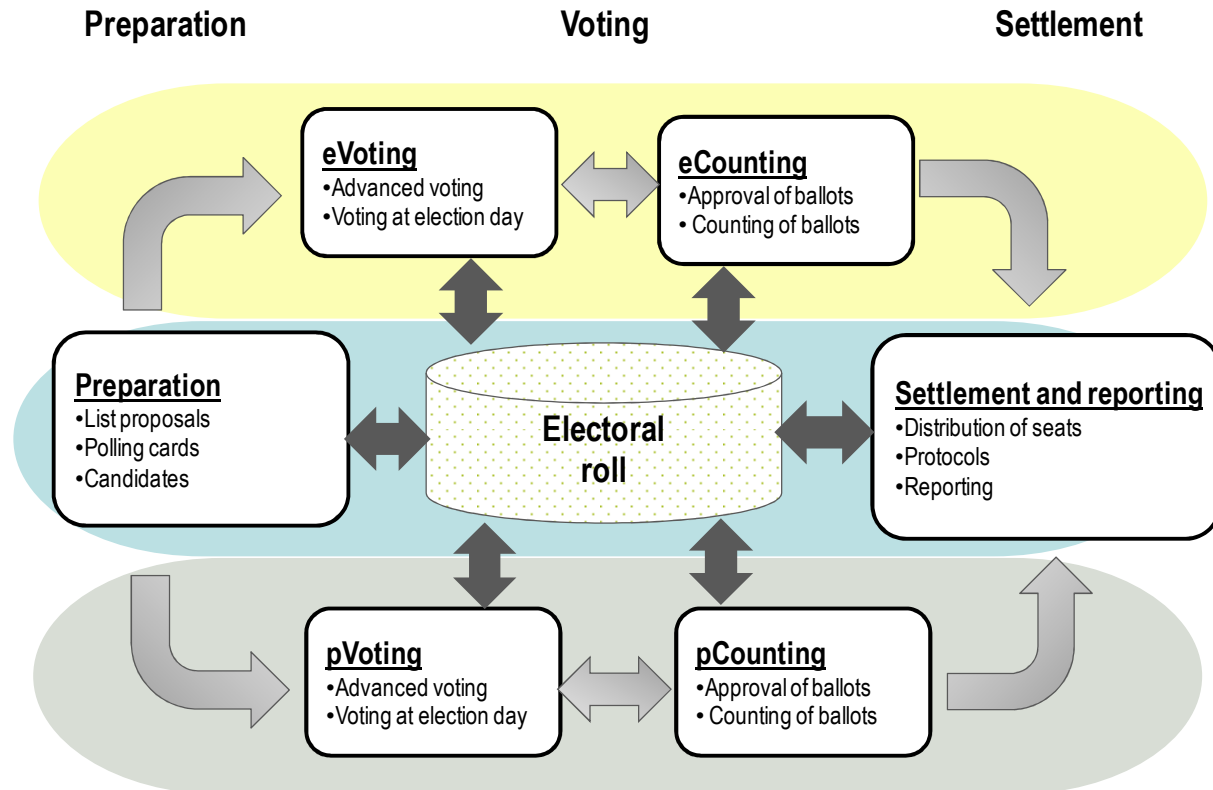 Preparation
Voting
Settlement
eVoting
•Advanced voting
•Voting at election day
eCounting
•Approval of ballots
• Counting of ballots
Preparation
•List proposals
•Polling cards
•Candidates
Electoral
roll
Settlement and reporting
•Distribution of seats
•Protocols
•Reporting
pVoting
•Advanced voting
•Voting at election day
pCounting
•Approval of ballots
• Counting of ballots